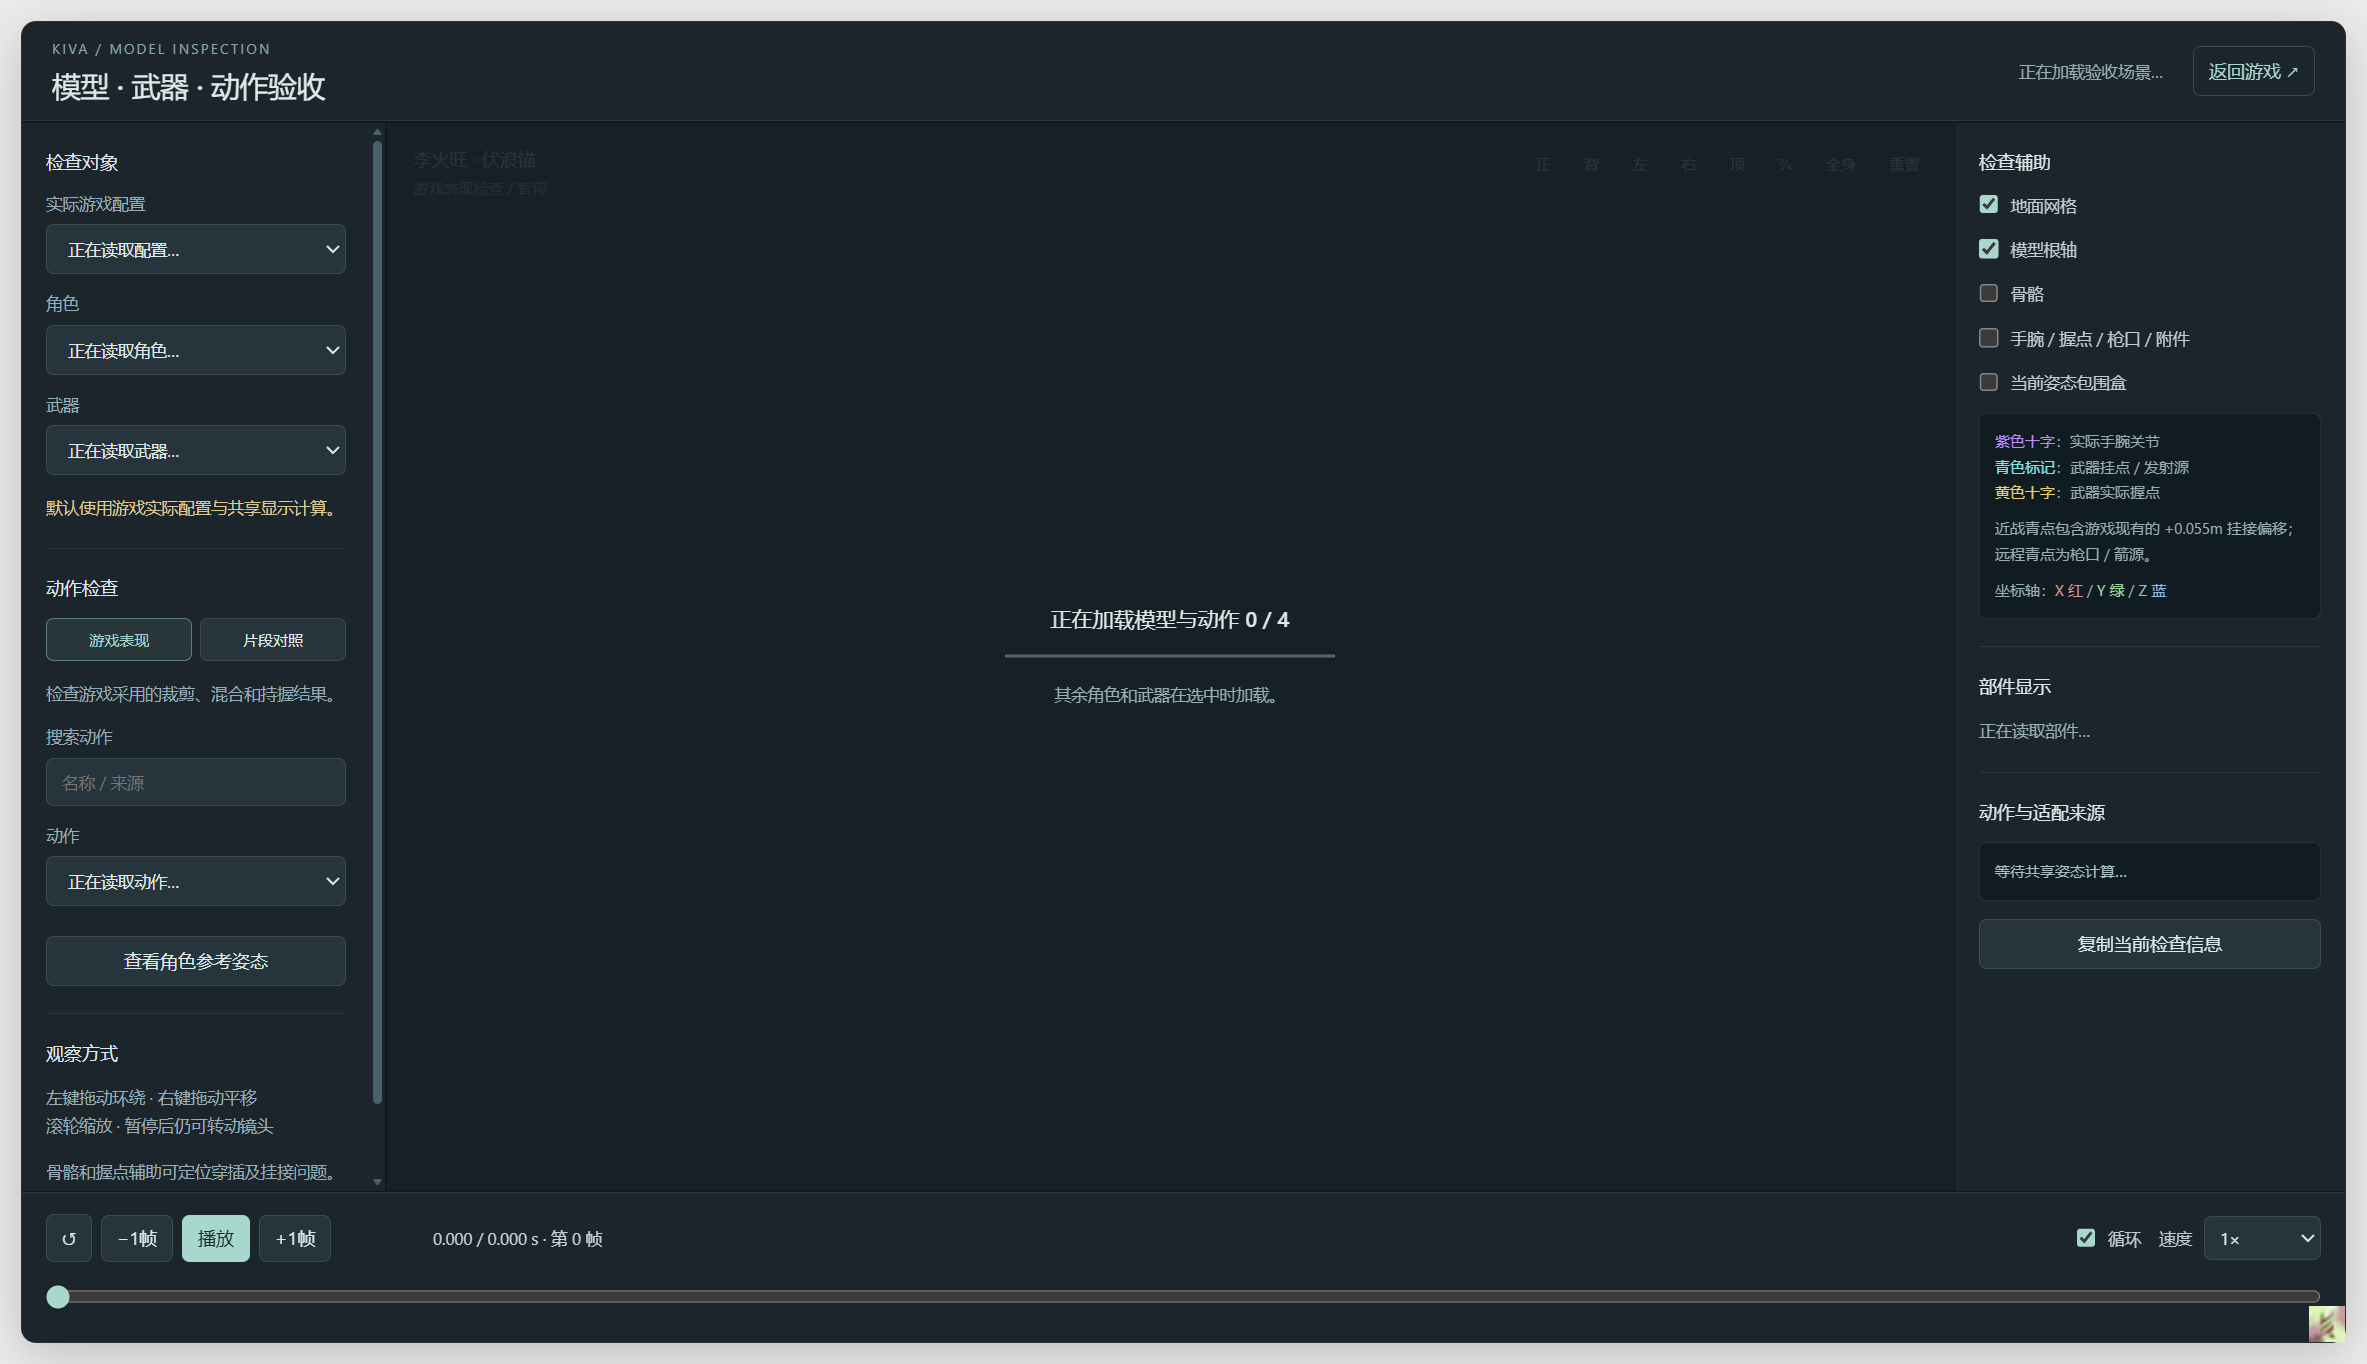 KIVA / MODEL INSPECTION
模型 · 武器 · 动作验收
正在加载验收场景...
返回游戏 ↗
检查对象
实际游戏配置
正在读取配置...
角色
正在读取角色...
武器
正在读取武器...
默认使用游戏实际配置与共享显示计算。
动作检查
游戏表现
片段对照
检查游戏采用的裁剪、混合和持握结果。
搜索动作
名称 / 来源
动作
正在读取动作...
查看角色参考姿态
观察方式
左键拖动环绕 · 右键拖动平移
滚轮缩放 · 暂停后仍可转动镜头
骨骼和握点辅助可定位穿插及挂接问题。
李火旺 · 伏浪锚
游戏表现检查 / 暂停
正 背 左 右 顶 ¾ 全身 重置
正在加载模型与动作 0 / 4
其余角色和武器在选中时加载。
检查辅助
地面网格
模型根轴
骨骼
手腕 / 握点 / 枪口 / 附件
当前姿态包围盒
紫色十字：实际手腕关节
青色标记：武器挂点 / 发射源
黄色十字：武器实际握点
近战青点包含游戏现有的 +0.055m 挂接偏移；
远程青点为枪口 / 箭源。
坐标轴：X 红 / Y 绿 / Z 蓝
部件显示
正在读取部件...
动作与适配来源
等待共享姿态计算...
复制当前检查信息
↺ −1帧 播放 +1帧
0.000 / 0.000 s · 第 0 帧
循环 速度 1×